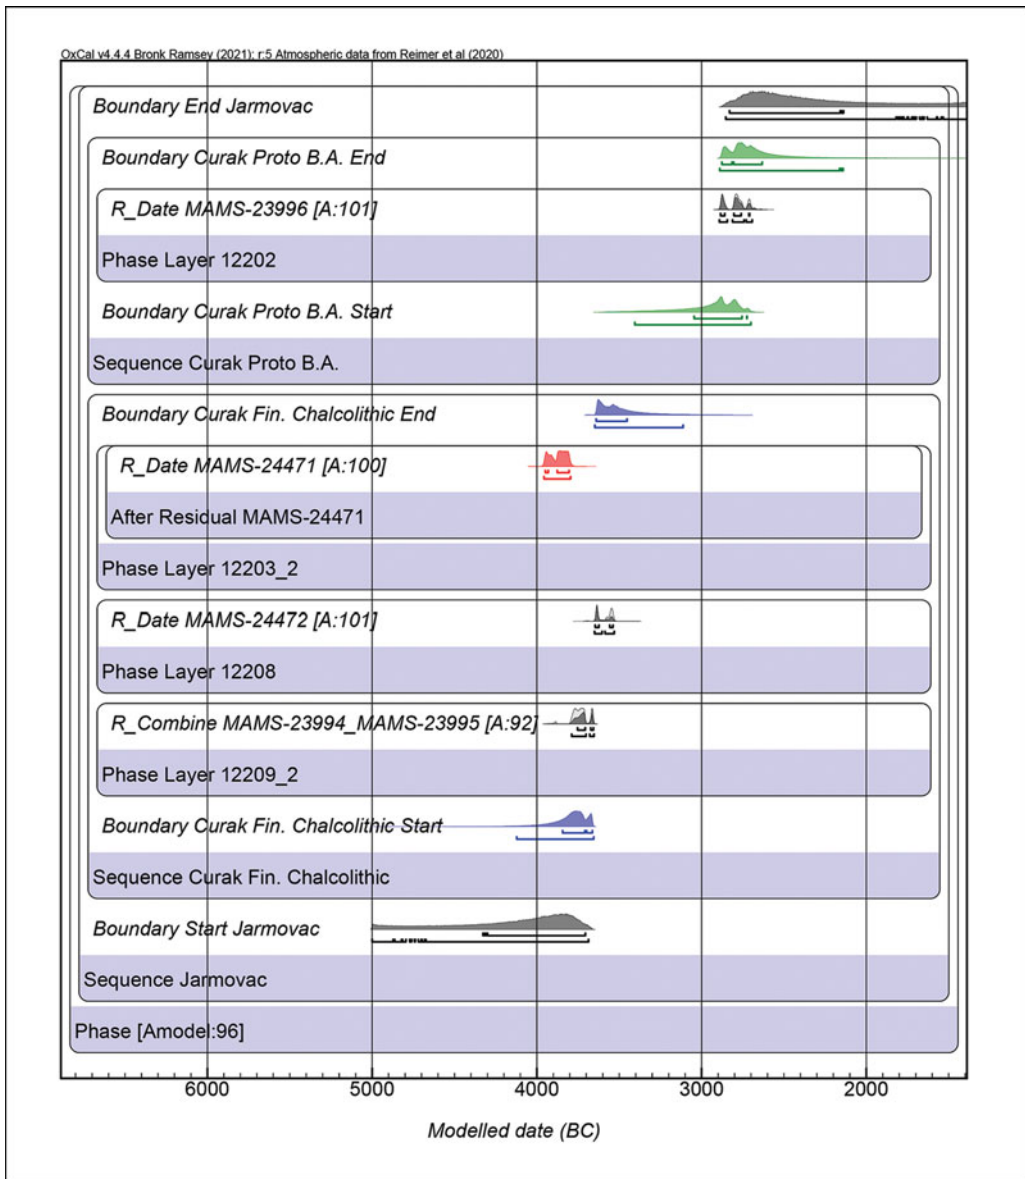 OxCal v4.4.4 Bronk Ramsey (2021); r:5 Atmospheric data from Reimer et al (2020)
Boundary End Jarmovac
Boundary Curak Proto B.A. End
R_Date MAMS-23996 [A:101]
Phase Layer 12202
Boundary Curak Proto B.A. Start
Sequence Curak Proto B.A.
Boundary Curak Fin. Chalcolithic End
R_Date MAMS-24471 [A:100]
After Residual MAMS-24471
Phase Layer 12203_2
R_Date MAMS-24472 [A:101]
Phase Layer 12208
R_Combine MAMS-23994_MAMS-23995 [A:92]
Phase Layer 12209_2
Boundary Curak Fin. Chalcolithic Start
Sequence Curak Fin. Chalcolithic
Boundary Start Jarmovac
Sequence Jarmovac
Phase [Amodel:96]
6000 5000 4000 3000 2000
Modelled date (BC)